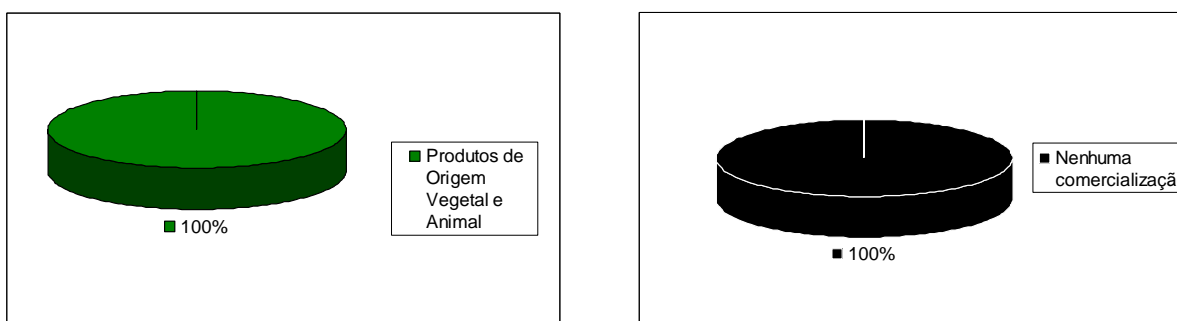 Produtos de
Origem
Vegetal e
Animal
100%
Nenhuma
comercializaçã
100%